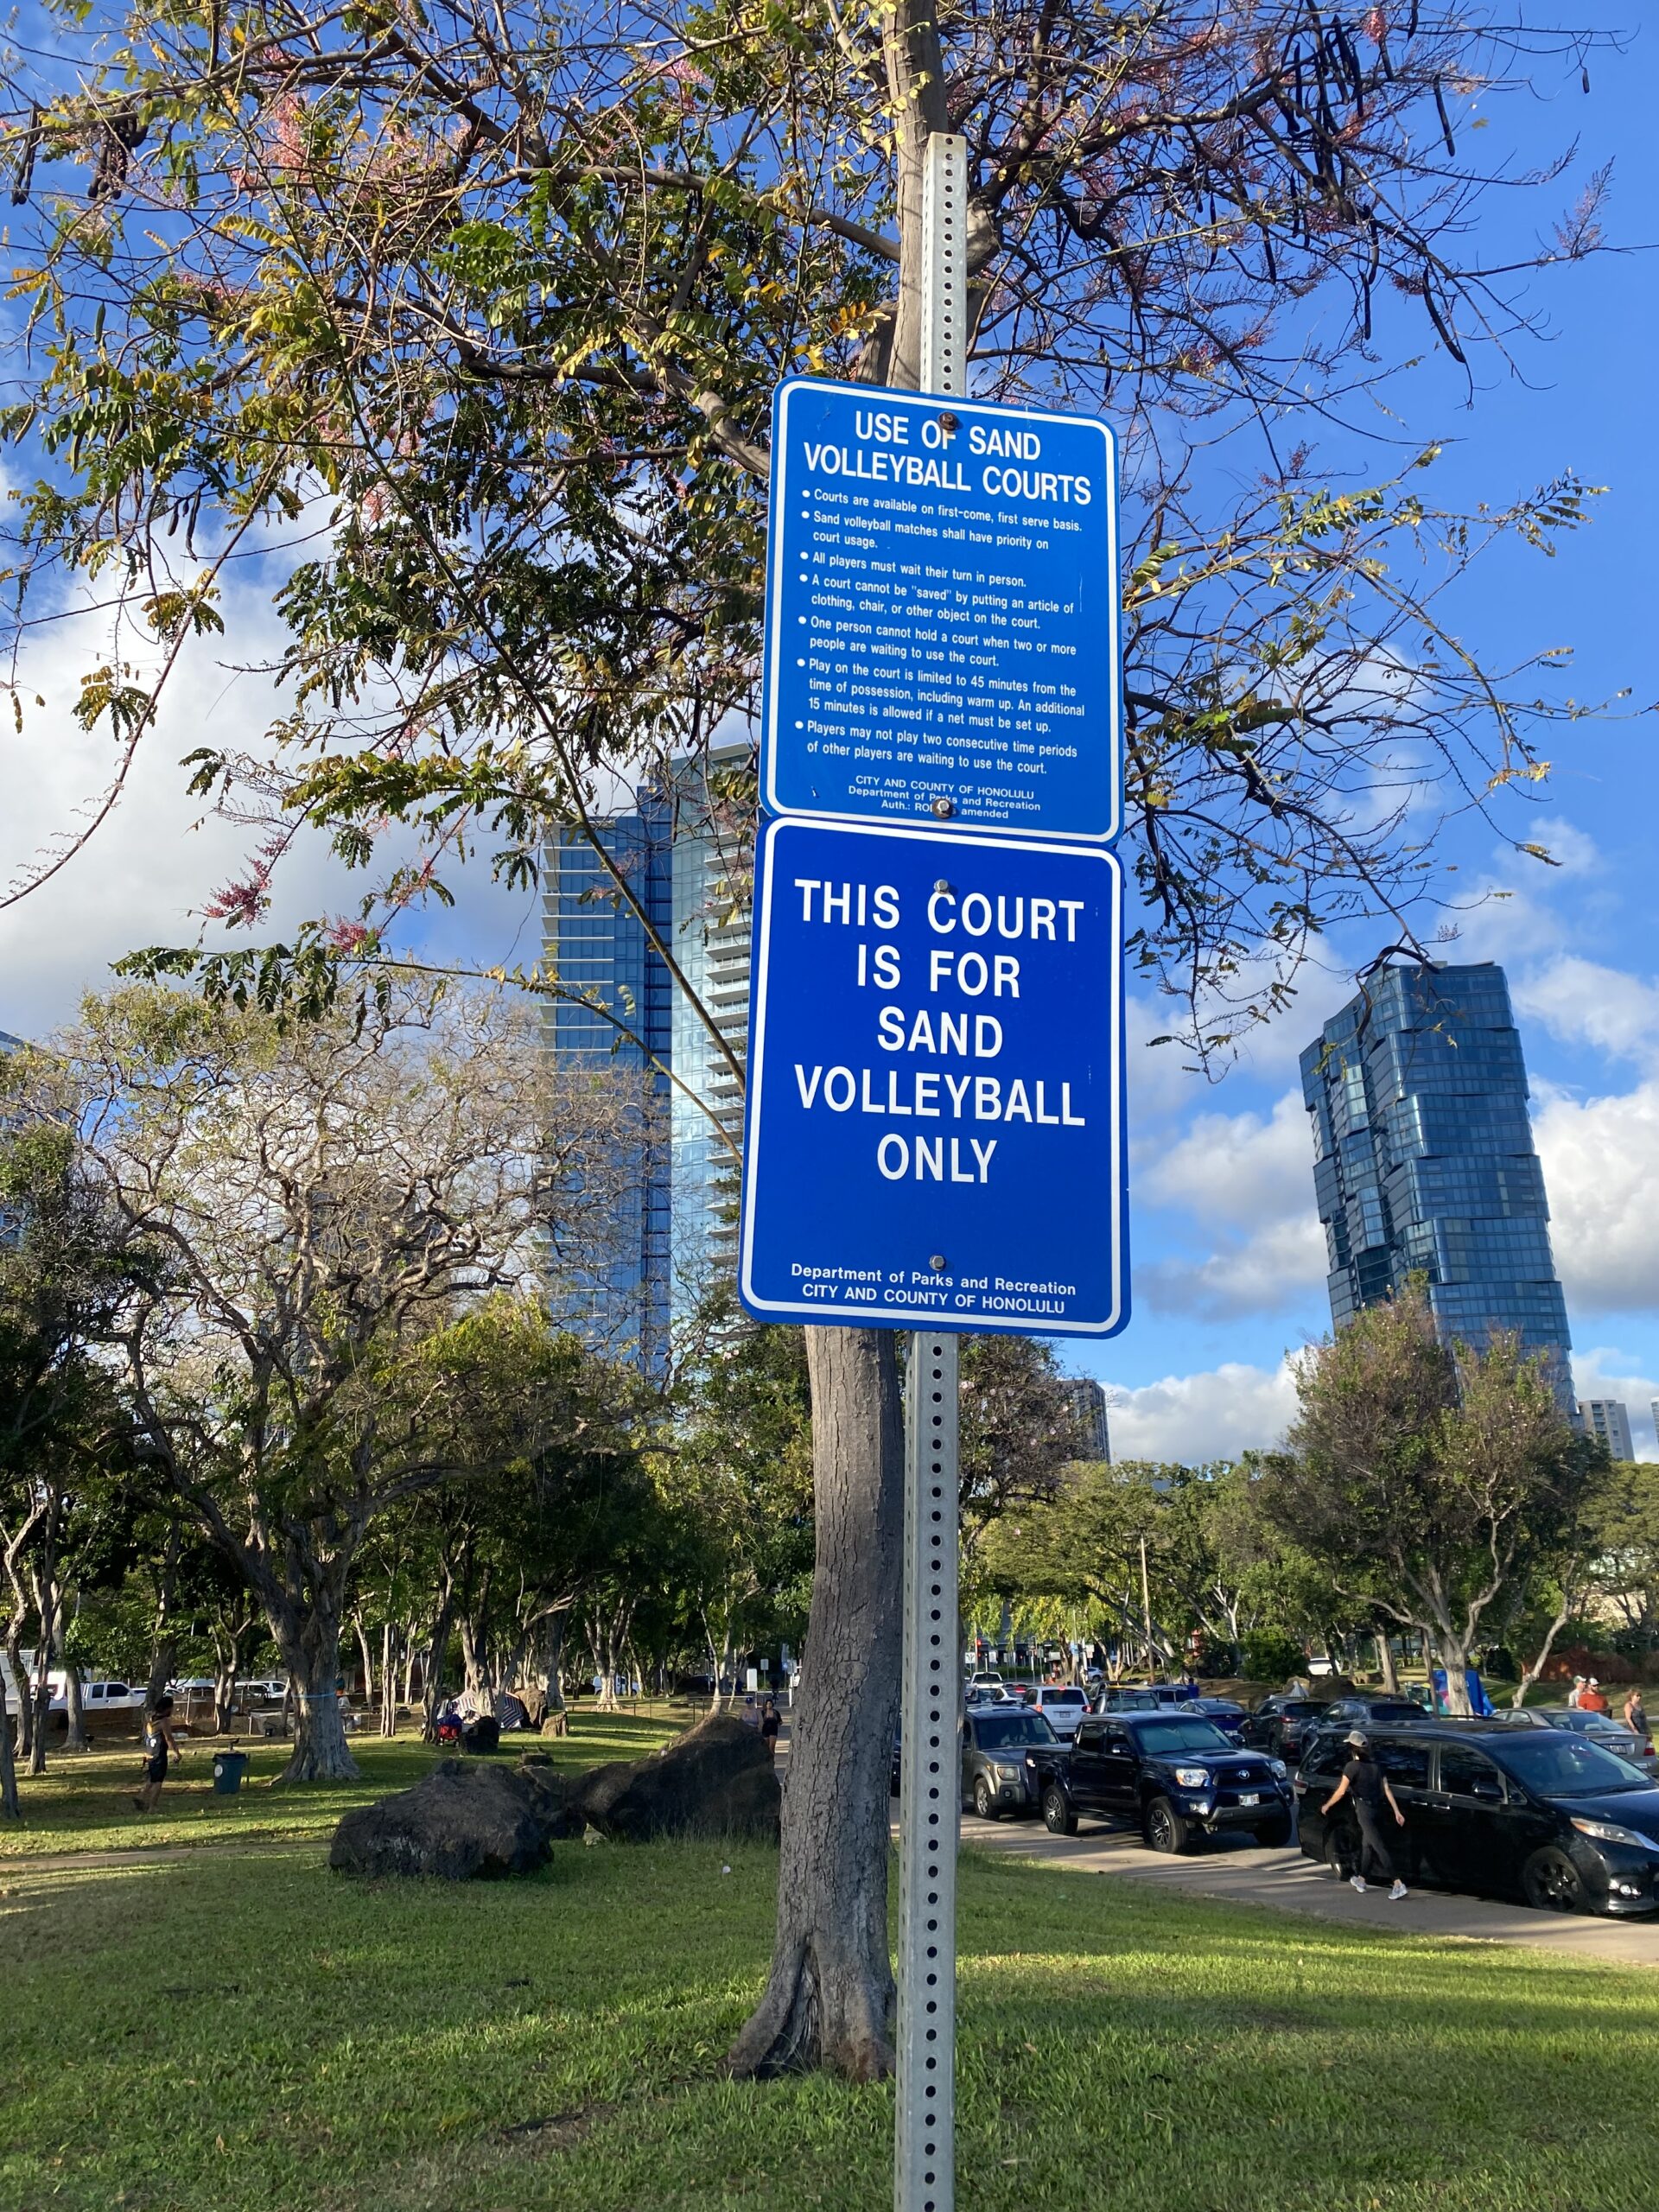 USE OF SAND
VOLLEYBALL COURTS
• Courts are available on first-come, first serve basis.
• Sand volleyball matches shall have priority on
court usage.
• All players must wait their turn in person.
• A court cannot be "saved" by putting an article of
clothing, chair, or other object on the court.
• One person cannot hold a court when two or more
people are waiting to use the court.
• Play on the court is limited to 45 minutes from the
time of possession, including warm up. An additional
15 minutes is allowed if a net must be set up.
• Players may not play two consecutive time periods
of other players are waiting to use the court.
CITY AND COUNTY OF HONOLULU
Department of Parks and Recreation
Auth.: amended
THIS COURT
IS FOR
SAND
VOLLEYBALL
ONLY
Department of Parks and Recreation
CITY AND COUNTY OF HONOLULU